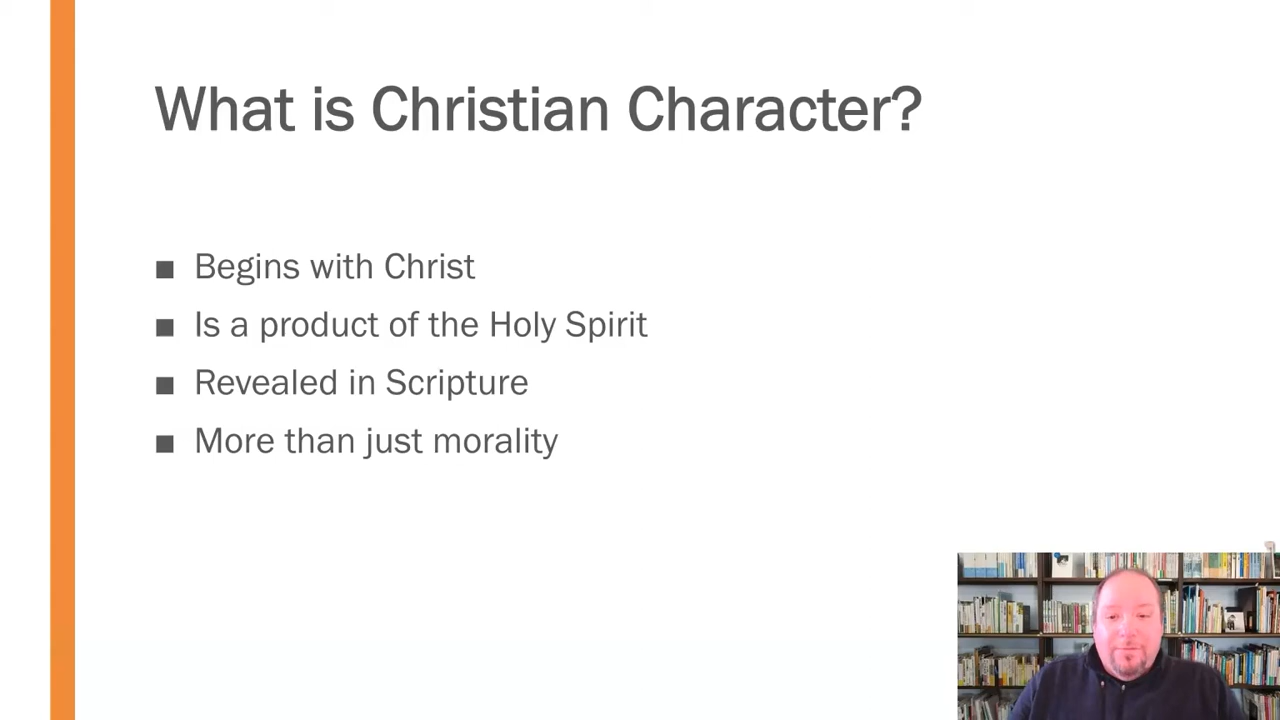 What is Christian Character?
■ Begins with Christ
■ Is a product of the Holy Spirit
■ Revealed in Scripture
■ More than just morality